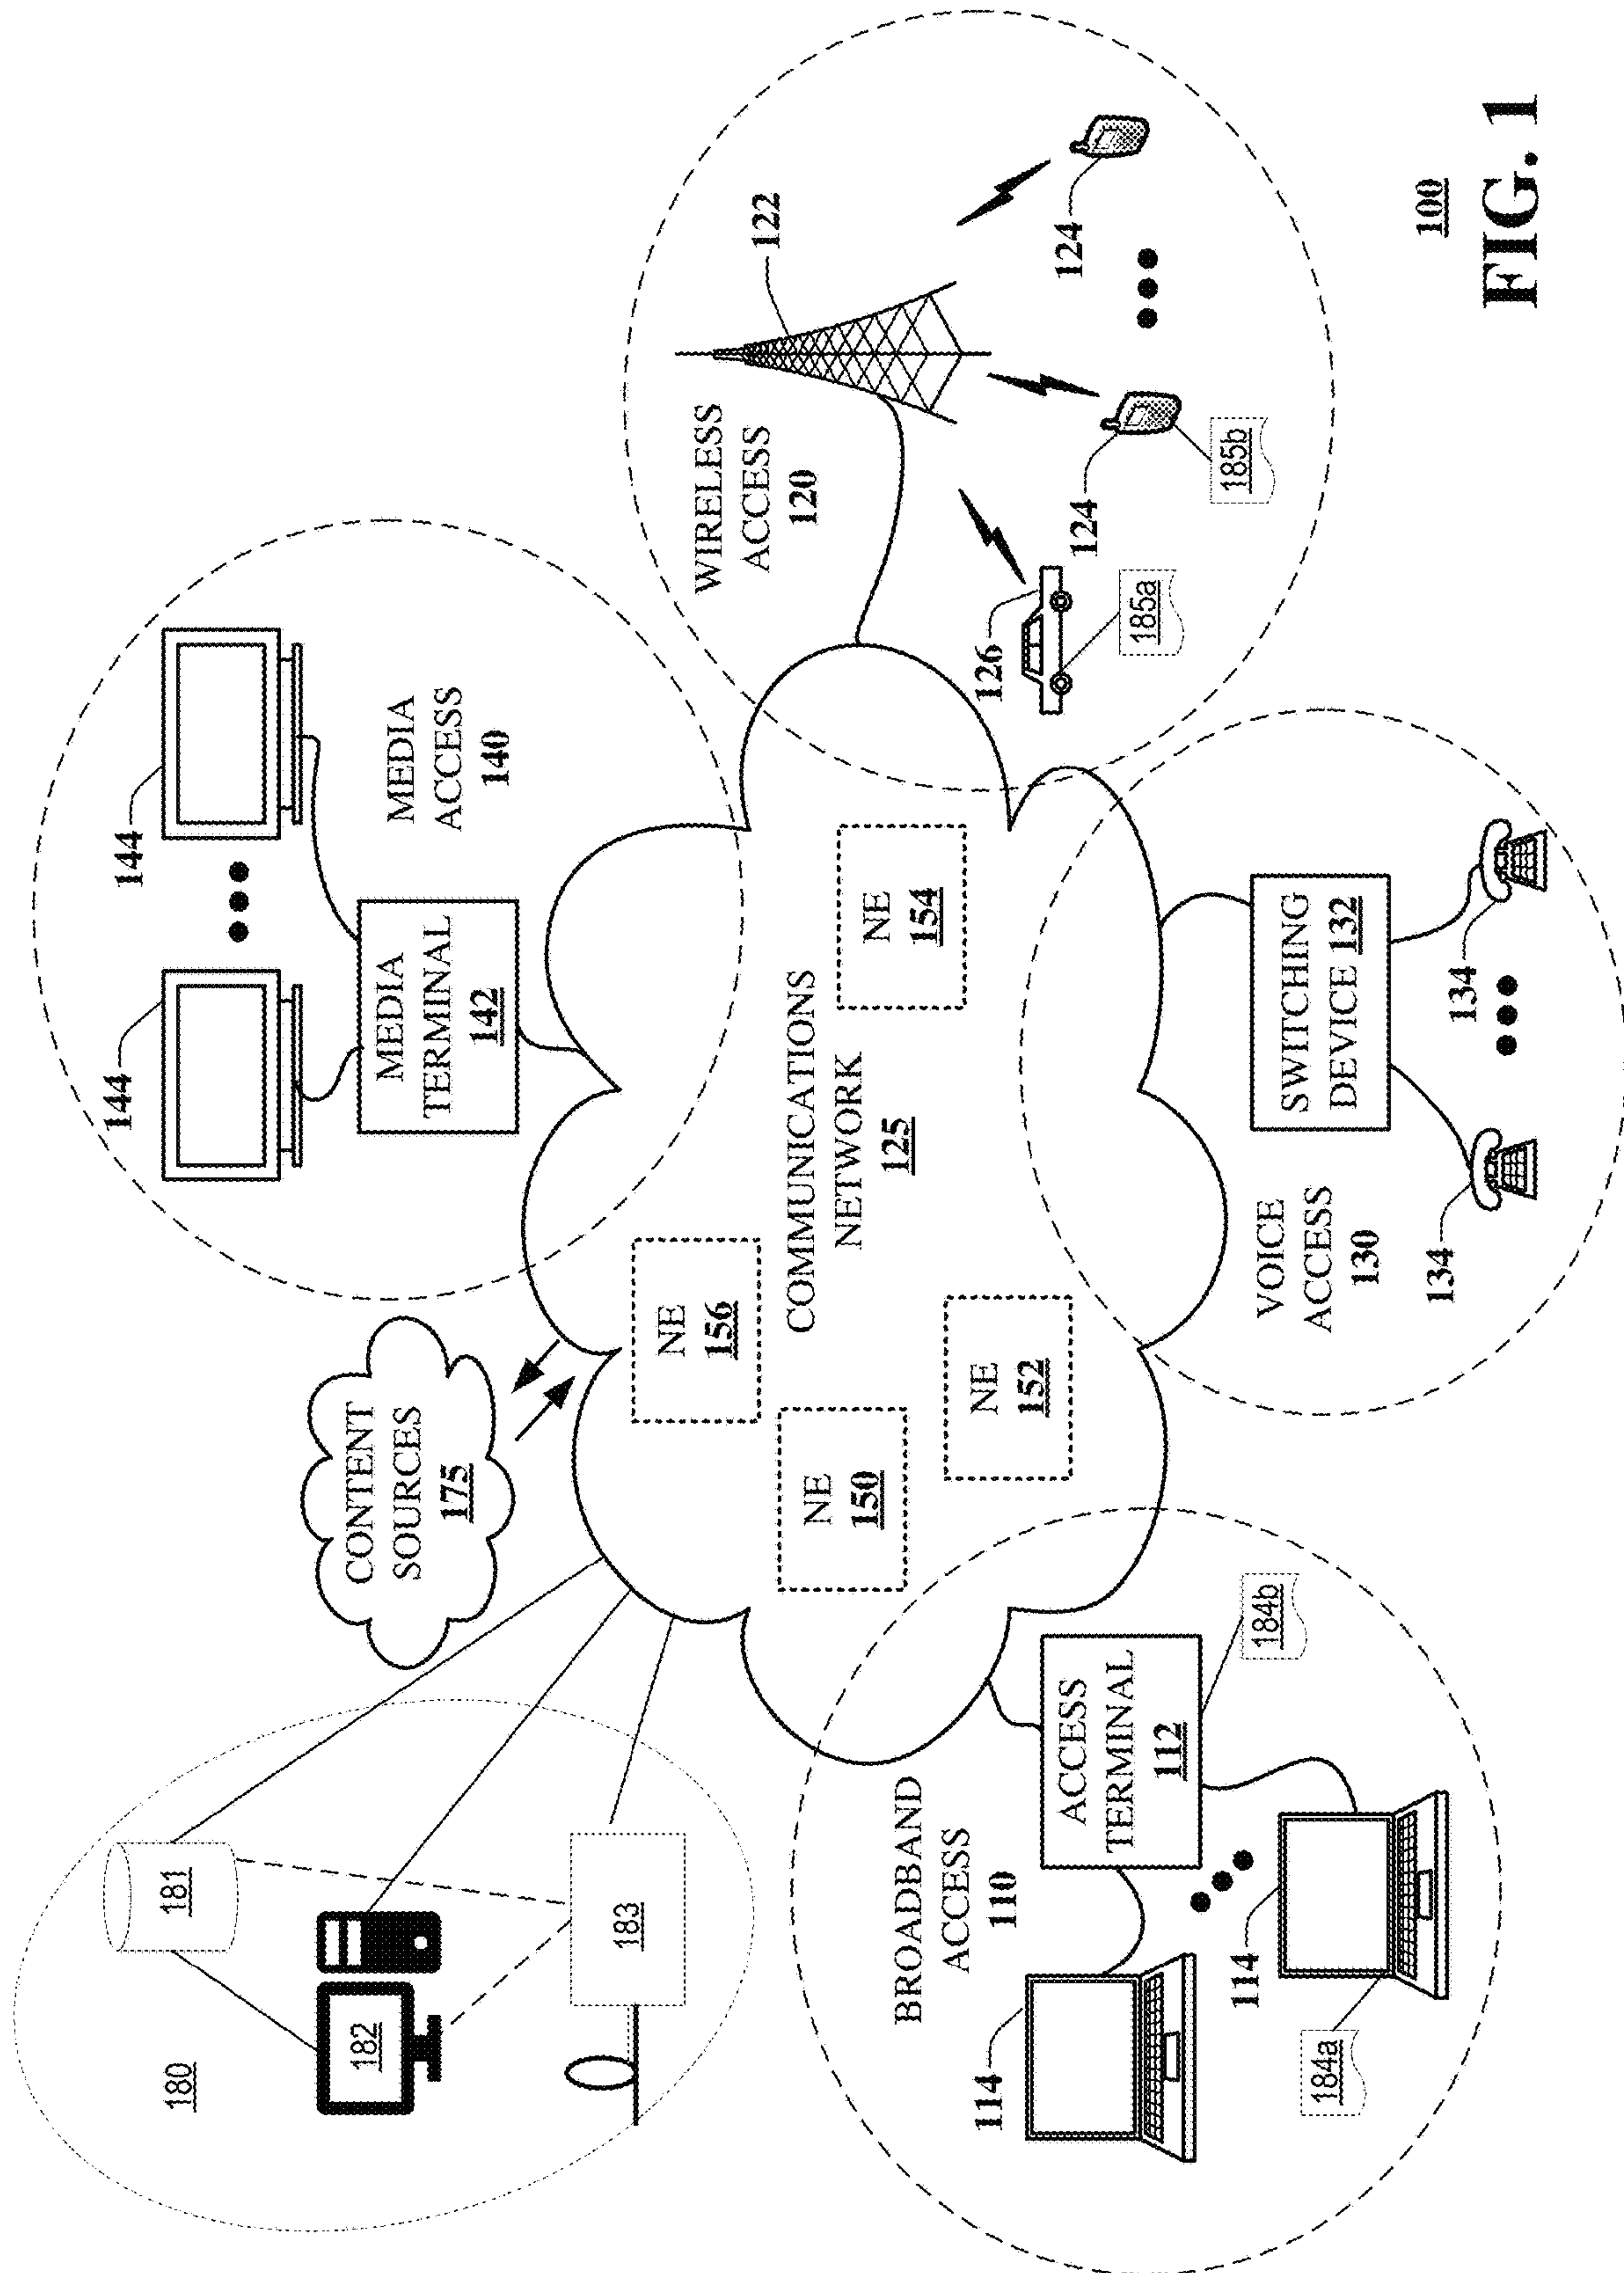 180
181
182
183
CONTENT
SOURCES
175
144
144
MEDIA
TERMINAL
142
MEDIA
ACCESS
140
BROADBAND
ACCESS
110
114
114
ACCESS
TERMINAL
112
184a
184b
NE
150
NE
152
NE
156
NE
154
COMMUNICATIONS
NETWORK
125
WIRELESS
ACCESS
120
122
124
124
126
185a
185b
VOICE
ACCESS
130
SWITCHING
DEVICE 132
134
134
100
FIG. 1